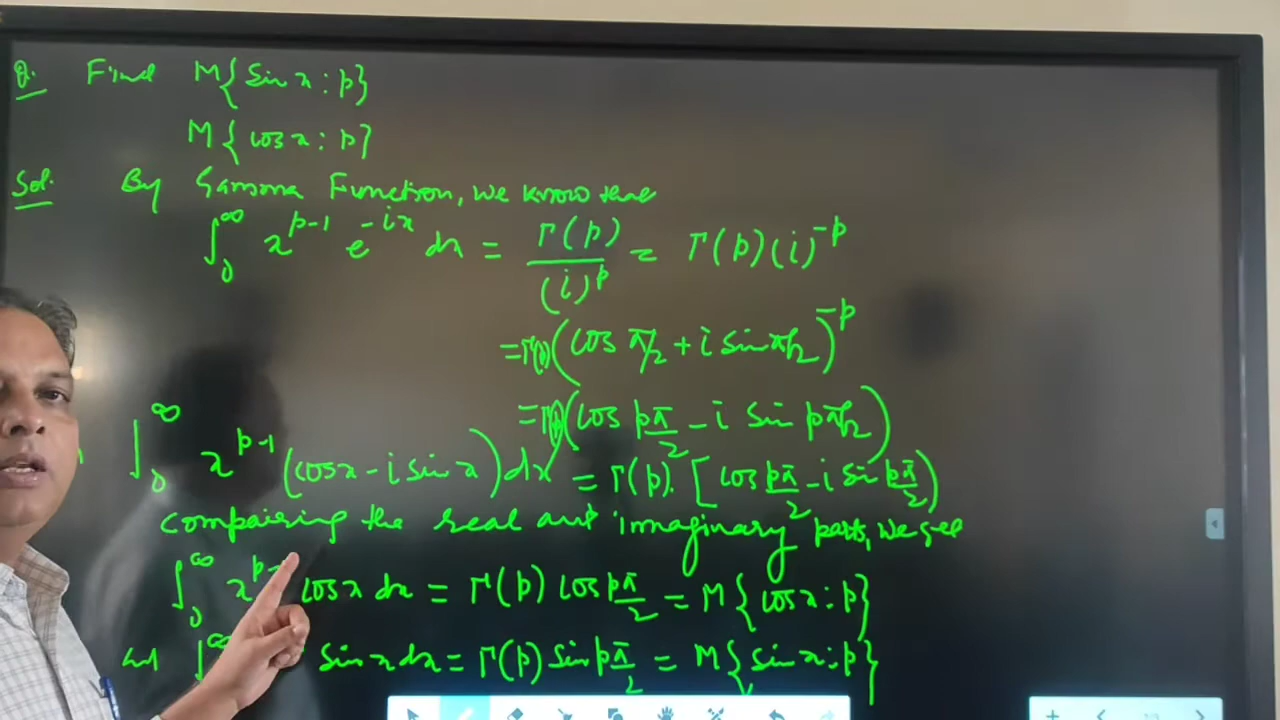 Q. Find M{Sin x : p}
M{cos x : p}
Sol. By Gamma Function, we know that
∫₀^∞ x^{p-1} e^{-ix} dx = Γ(p)/(i)^p = Γ(p)(i)^{-p}
= Γ(p)(cos π/2 + i sin π/2)^{-p}
= Γ(p)(cos pπ/2 - i sin pπ/2)
∫₀^∞ x^{p-1} (cos x - i sin x) dx = Γ(p). [cos pπ/2 - i sin pπ/2)
Compairing the real and imaginary parts, we get
∫₀^∞ x^{p- cos x dx = Γ(p) cos pπ/2 = M{cos x : p}
and ∫^∞ sin x dx = Γ(p) sin pπ/2 = M{sin x : p}